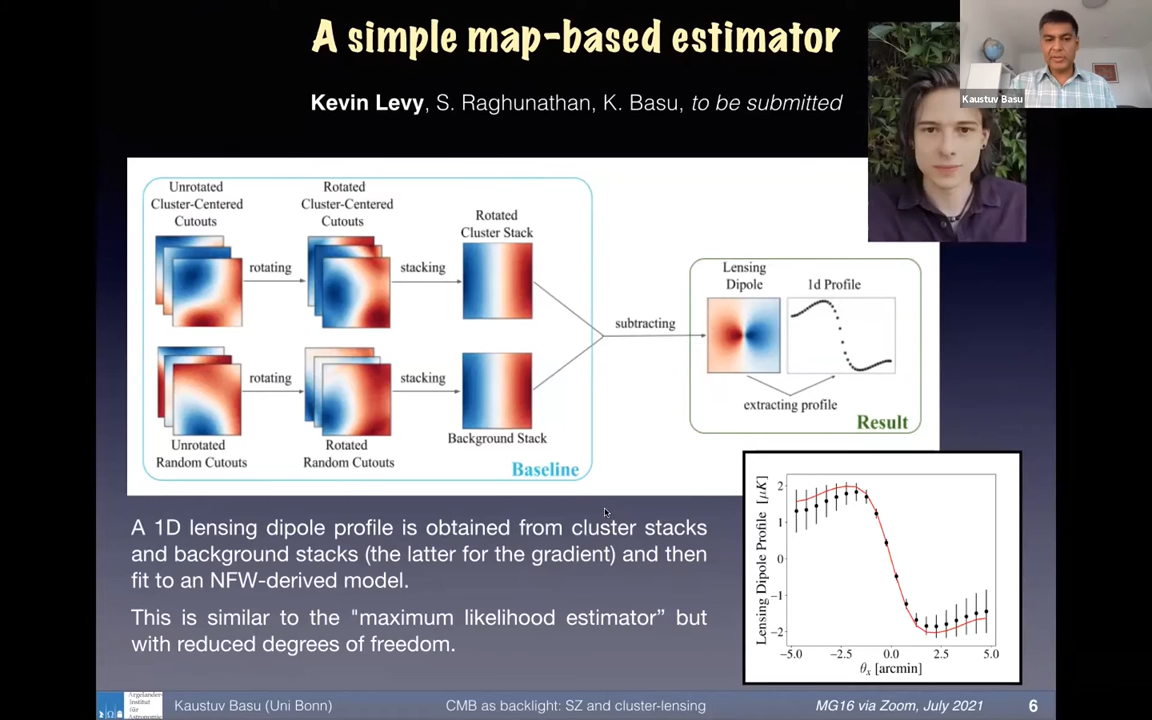 A simple map-based estimator
Kevin Levy, S. Raghunathan, K. Basu, to be submitted
Kaustuv Basu
Unrotated
Cluster-Centered
Cutouts
Rotated
Cluster-Centered
Cutouts
Rotated
Cluster Stack
rotating
stacking
Unrotated
Random Cutouts
rotating
Rotated
Random Cutouts
stacking
Background Stack
Baseline
subtracting
Lensing
Dipole
1d Profile
extracting profile
Result
A 1D lensing dipole profile is obtained from cluster stacks
and background stacks (the latter for the gradient) and then
fit to an NFW-derived model.
This is similar to the "maximum likelihood estimator” but
with reduced degrees of freedom.
Lensing Dipole Profile [μK]
2
1
0
−1
−2
−5.0 −2.5 0.0 2.5 5.0
θx [arcmin]
Argelander-
Institut
für
Astronomie
Kaustuv Basu (Uni Bonn)
CMB as backlight: SZ and cluster-lensing
MG16 via Zoom, July 2021
6